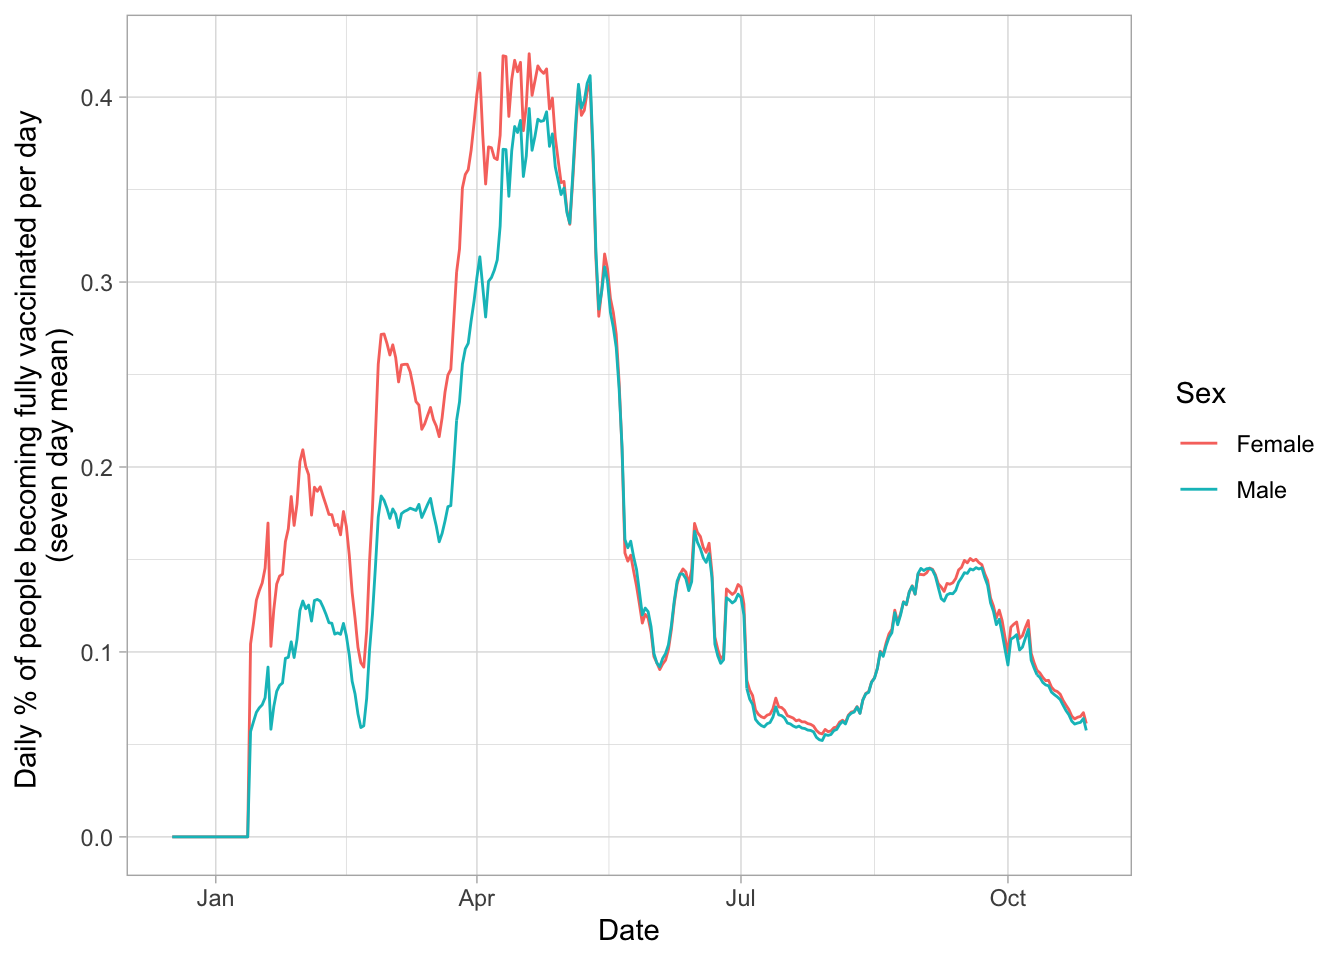 Daily % of people becoming fully vaccinated per day
(seven day mean)
0.4
0.3
0.2
0.1
0.0
Jan
Apr
Jul
Oct
Date
Sex
Female
Male